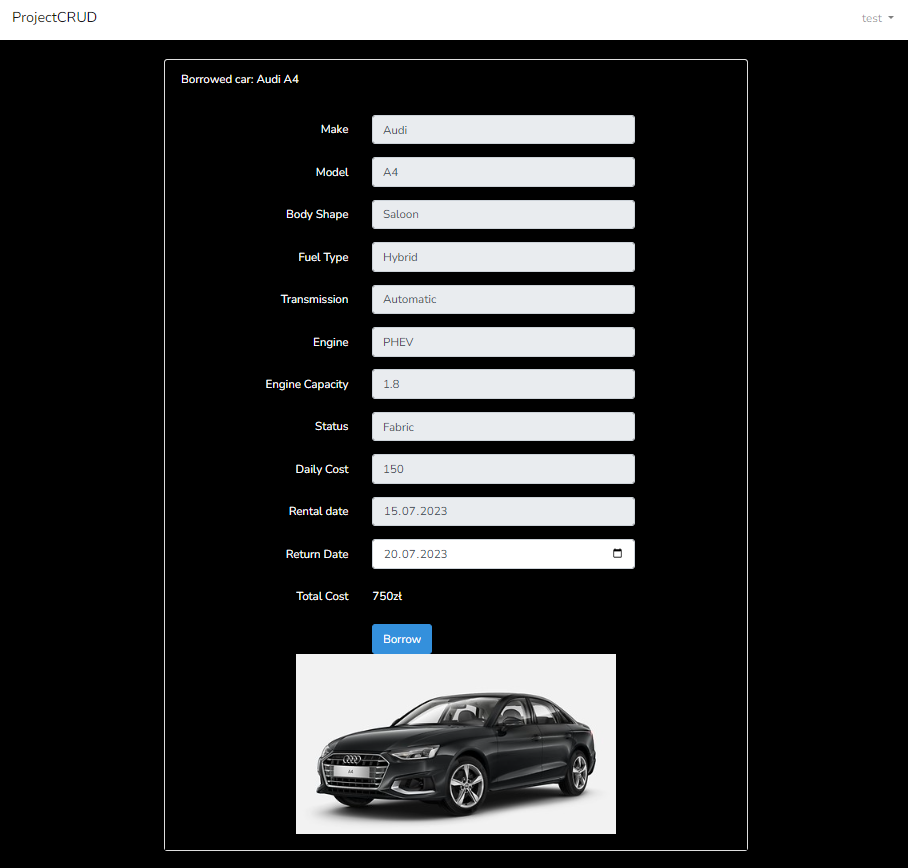 ProjectCRUD
test
Borrowed car: Audi A4
Make Audi
Model A4
Body Shape Saloon
Fuel Type Hybrid
Transmission Automatic
Engine PHEV
Engine Capacity 1.8
Status Fabric
Daily Cost 150
Rental date 15.07.2023
Return Date 20.07.2023
Total Cost 750zł
Borrow
A4